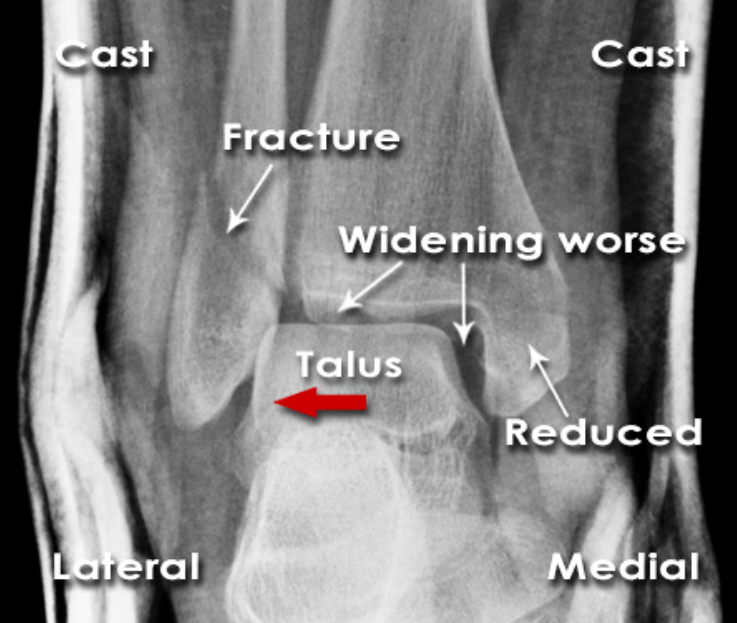 Cast
Cast
Fracture
Widening worse
Talus
Reduced
Lateral
Medial